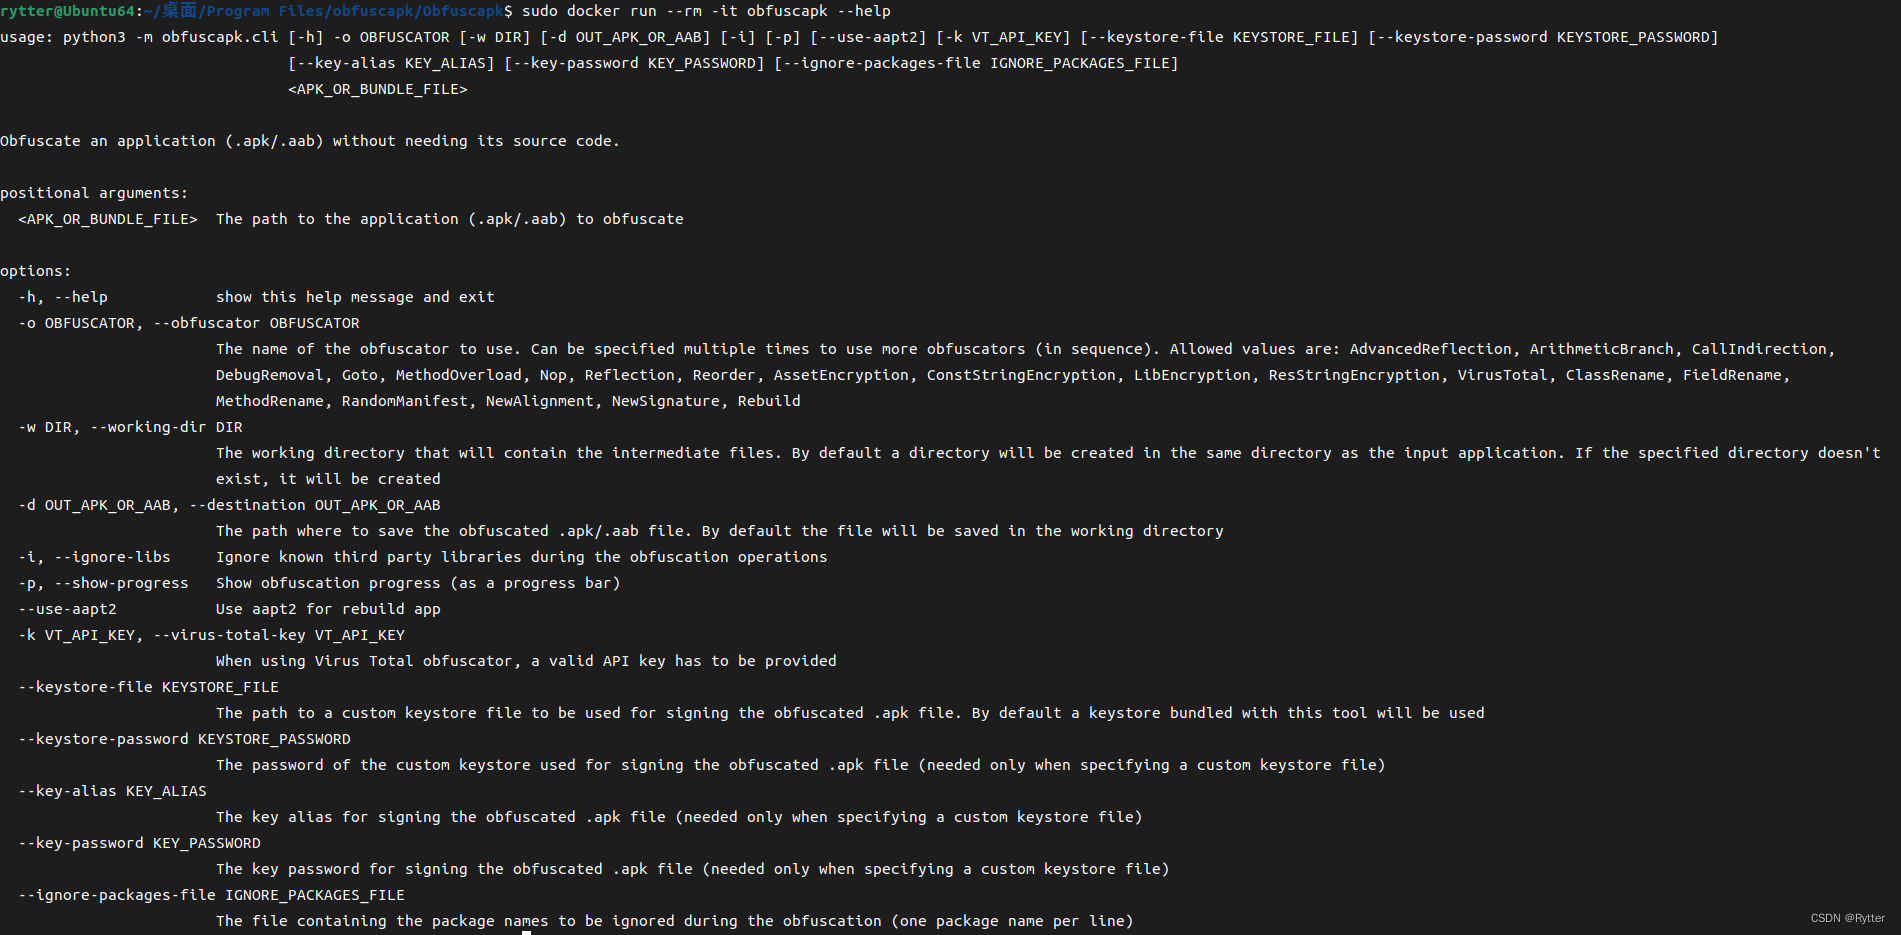 rytter@Ubuntu64:~/桌面/Program Files/obfuscapk/Obfuscapk$ sudo docker run --rm -it obfuscapk --help
usage: python3 -m obfuscapk.cli [-h] -o OBFUSCATOR [-w DIR] [-d OUT_APK_OR_AAB] [-i] [-p] [--use-aapt2] [-k VT_API_KEY] [--keystore-file KEYSTORE_FILE] [--keystore-password KEYSTORE_PASSWORD]
[--key-alias KEY_ALIAS] [--key-password KEY_PASSWORD] [--ignore-packages-file IGNORE_PACKAGES_FILE]
<APK_OR_BUNDLE_FILE>
Obfuscate an application (.apk/.aab) without needing its source code.
positional arguments:
<APK_OR_BUNDLE_FILE>  The path to the application (.apk/.aab) to obfuscate
options:
-h, --help            show this help message and exit
-o OBFUSCATOR, --obfuscator OBFUSCATOR
The name of the obfuscator to use. Can be specified multiple times to use more obfuscators (in sequence). Allowed values are: AdvancedReflection, ArithmeticBranch, CallIndirection,
DebugRemoval, Goto, MethodOverload, Nop, Reflection, Reorder, AssetEncryption, ConstStringEncryption, LibEncryption, ResStringEncryption, VirusTotal, ClassRename, FieldRename,
MethodRename, RandomManifest, NewAlignment, NewSignature, Rebuild
-w DIR, --working-dir DIR
The working directory that will contain the intermediate files. By default a directory will be created in the same directory as the input application. If the specified directory doesn't
exist, it will be created
-d OUT_APK_OR_AAB, --destination OUT_APK_OR_AAB
The path where to save the obfuscated .apk/.aab file. By default the file will be saved in the working directory
-i, --ignore-libs     Ignore known third party libraries during the obfuscation operations
-p, --show-progress   Show obfuscation progress (as a progress bar)
--use-aapt2           Use aapt2 for rebuild app
-k VT_API_KEY, --virus-total-key VT_API_KEY
When using Virus Total obfuscator, a valid API key has to be provided
--keystore-file KEYSTORE_FILE
The path to a custom keystore file to be used for signing the obfuscated .apk file. By default a keystore bundled with this tool will be used
--keystore-password KEYSTORE_PASSWORD
The password of the custom keystore used for signing the obfuscated .apk file (needed only when specifying a custom keystore file)
--key-alias KEY_ALIAS
The key alias for signing the obfuscated .apk file (needed only when specifying a custom keystore file)
--key-password KEY_PASSWORD
The key password for signing the obfuscated .apk file (needed only when specifying a custom keystore file)
--ignore-packages-file IGNORE_PACKAGES_FILE
The file containing the package names to be ignored during the obfuscation (one package name per line)
CSDN @Rytter